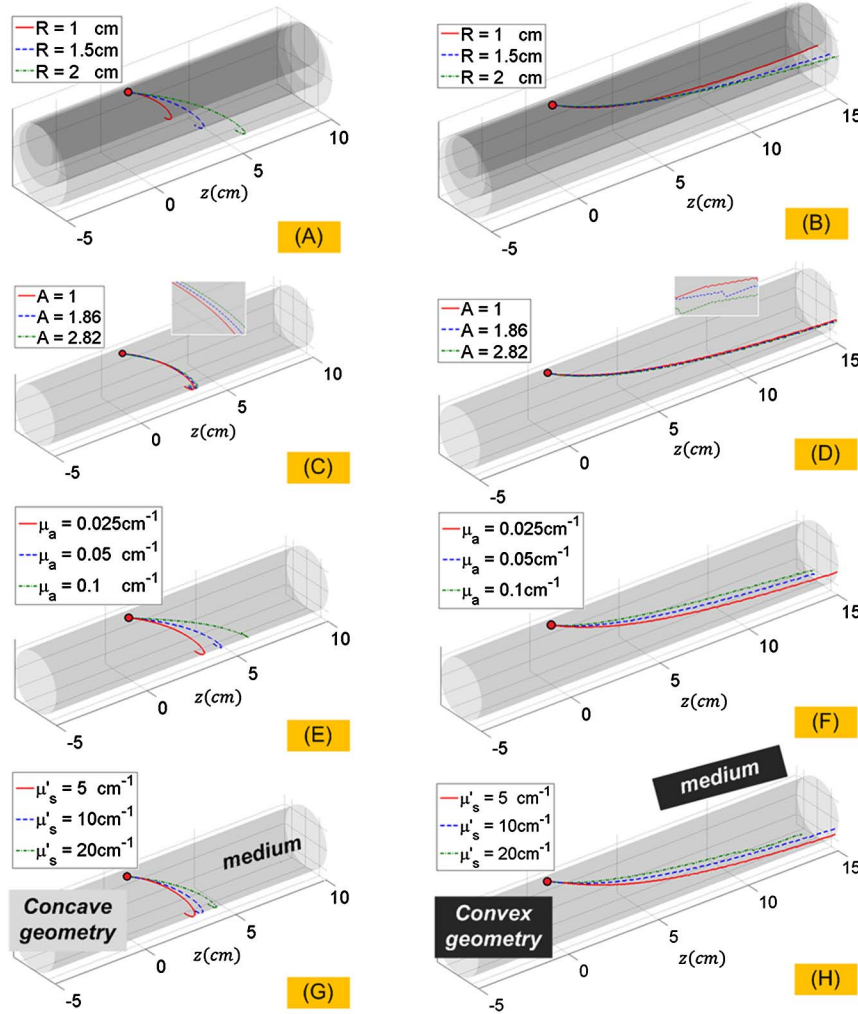 R = 1 cm
R = 1.5cm
R = 2 cm
10
5
0
-5
z(cm)
(A)
R = 1 cm
R = 1.5cm
R = 2 cm
15
10
5
0
-5
z(cm)
(B)
A = 1
A = 1.86
A = 2.82
10
5
0
-5
z(cm)
(C)
A = 1
A = 1.86
A = 2.82
15
10
5
0
-5
z(cm)
(D)
μa = 0.025cm-1
μa = 0.05 cm-1
μa = 0.1 cm-1
10
5
0
-5
z(cm)
(E)
μa = 0.025cm-1
μa = 0.05cm-1
μa = 0.1cm-1
15
10
5
0
-5
z(cm)
(F)
μ's = 5 cm-1
μ's = 10cm-1
μ's = 20cm-1
medium
Concave
geometry
10
5
0
-5
z(cm)
(G)
μ's = 5 cm-1
μ's = 10cm-1
μ's = 20cm-1
medium
Convex
geometry
15
10
5
0
-5
z(cm)
(H)